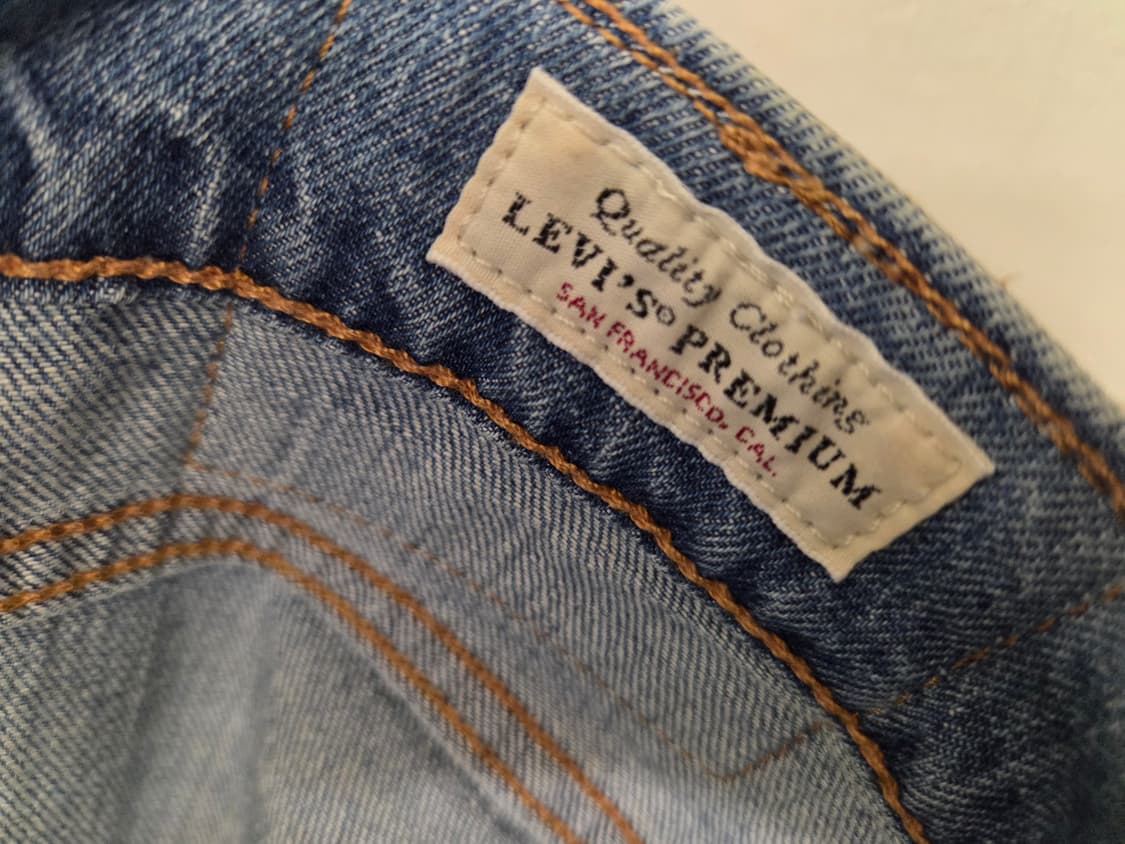 Quality Clothing
LEVI'S® PREMIUM
SAN FRANCISCO, CAL.